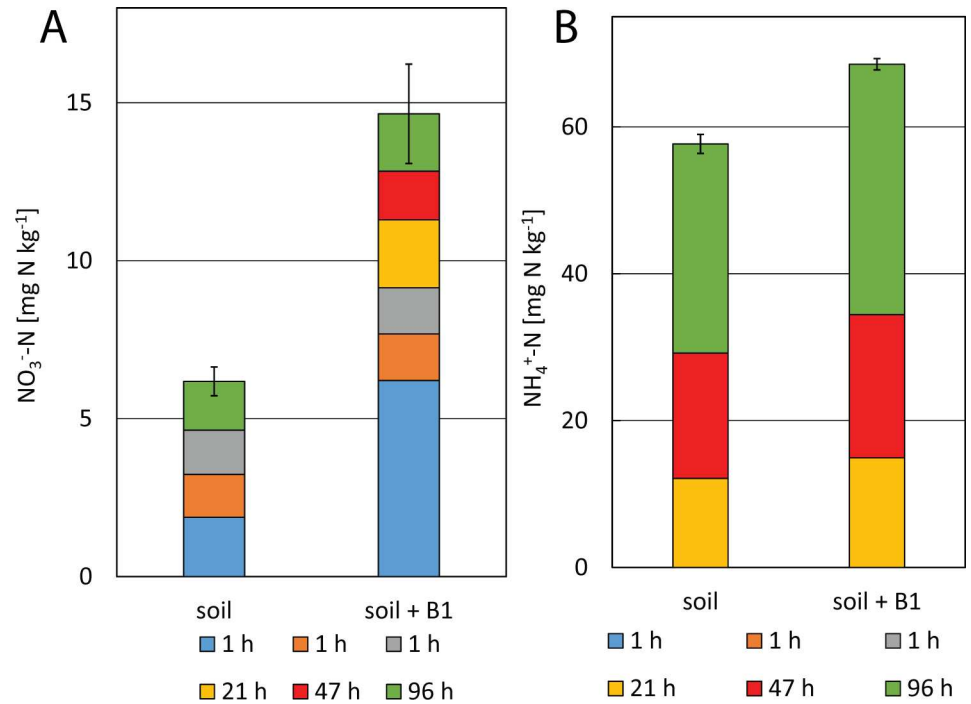 A
NO₃⁻-N [mg N kg⁻¹]
15
10
5
0
soil soil + B1
1 h 1 h 1 h
21 h 47 h 96 h
B
NH₄⁺-N [mg N kg⁻¹]
60
40
20
0
soil soil + B1
1 h 1 h 1 h
21 h 47 h 96 h